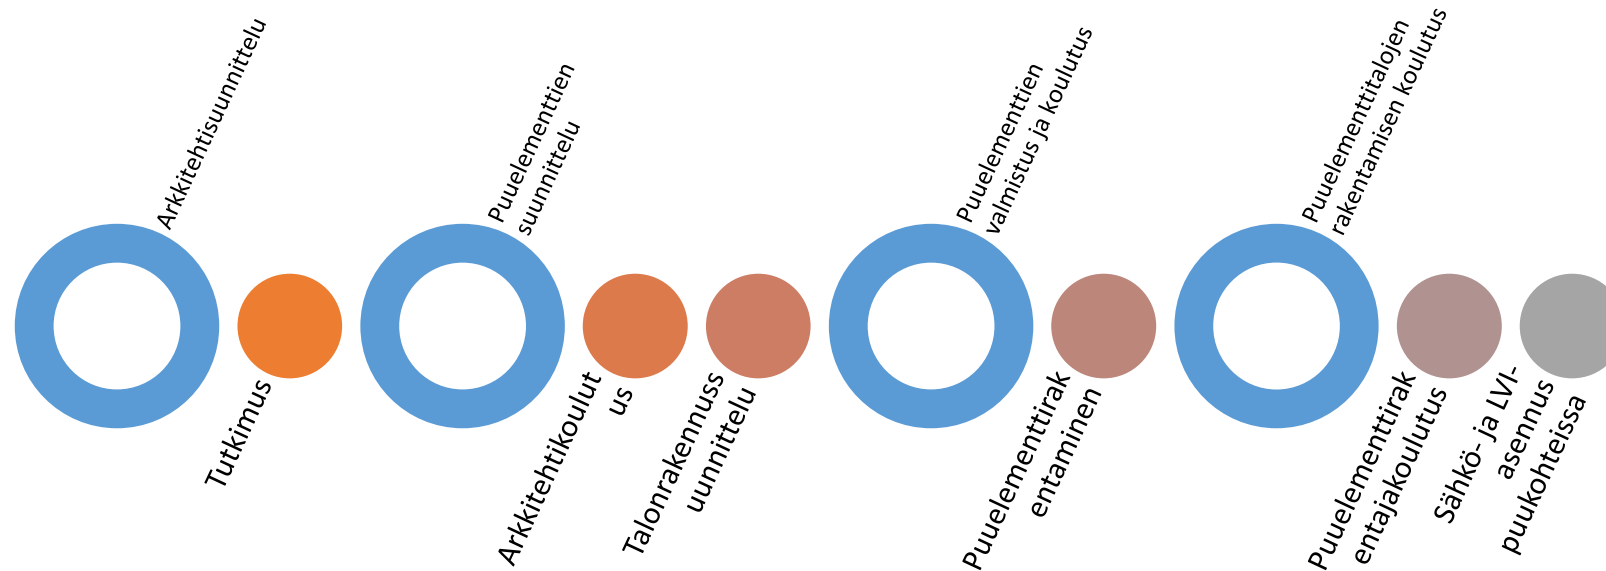 Arkkitehtisuunnittelu
Tutkimus
Puuelementtien
suunnittelu
Arkkitehtikoulut
us
Talonrakennuss
uunnittelu
Puuelementtien
valmistus ja koulutus
Puuelementtirak
entaminen
Puuelementtitalojen
rakentamisen koulutus
Puuelementtirak
entajakoulutus
Sähkö- ja LVI-
asennus
puukohteissa